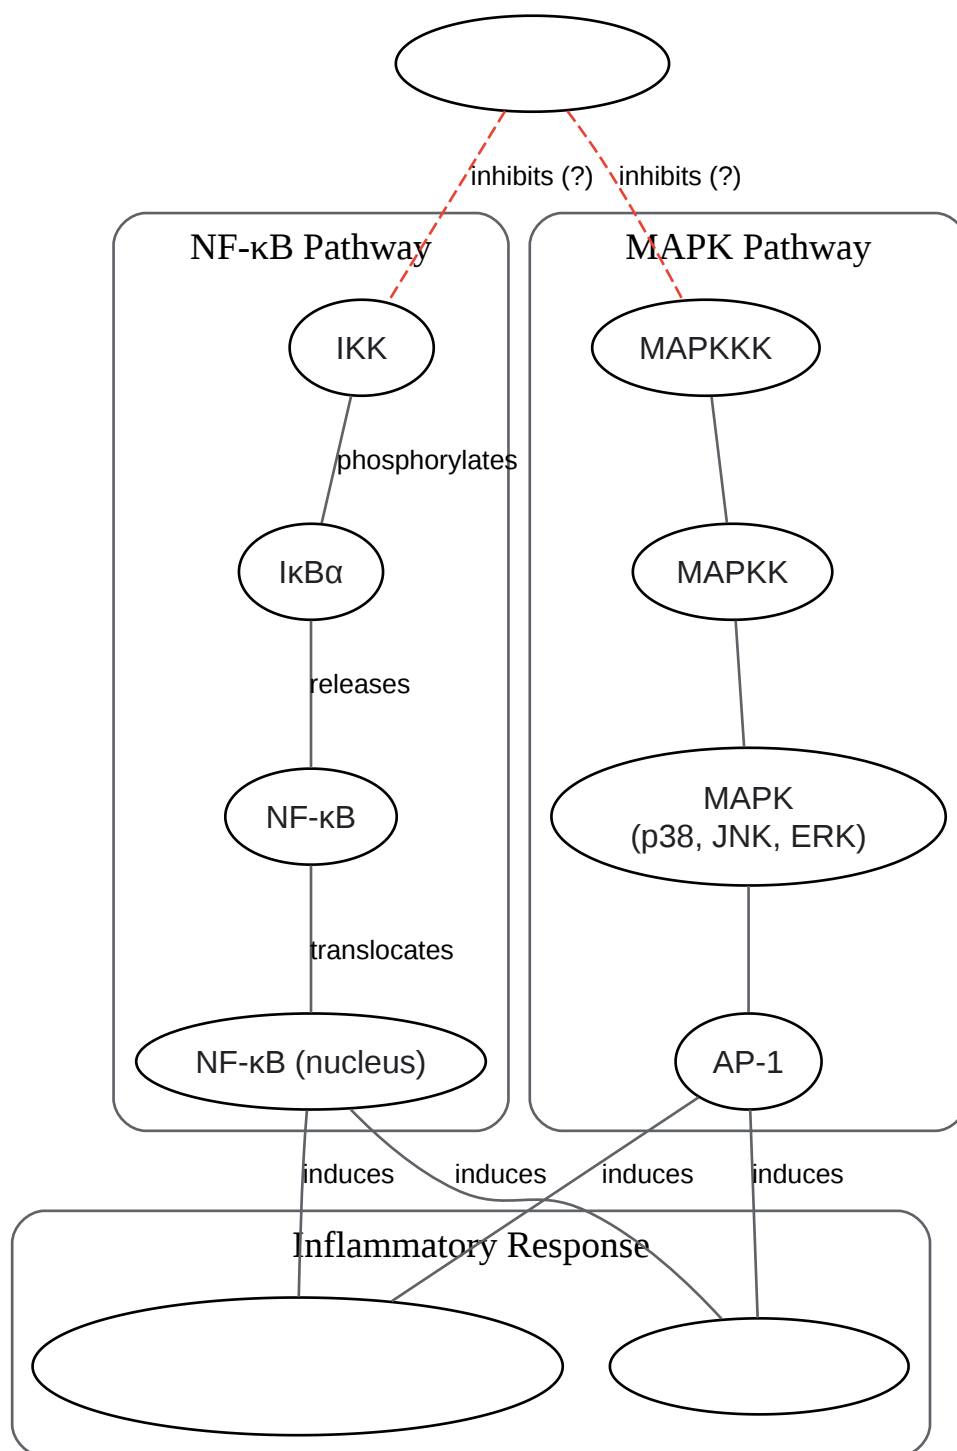 inhibits (?)
inhibits (?)
NF-κB Pathway
MAPK Pathway
IKK
MAPKKK
phosphorylates
IκBα
MAPKK
releases
MAPK
(p38, JNK, ERK)
NF-κB
translocates
NF-κB (nucleus)
AP-1
induces
induces
induces
induces
Inflammatory Response